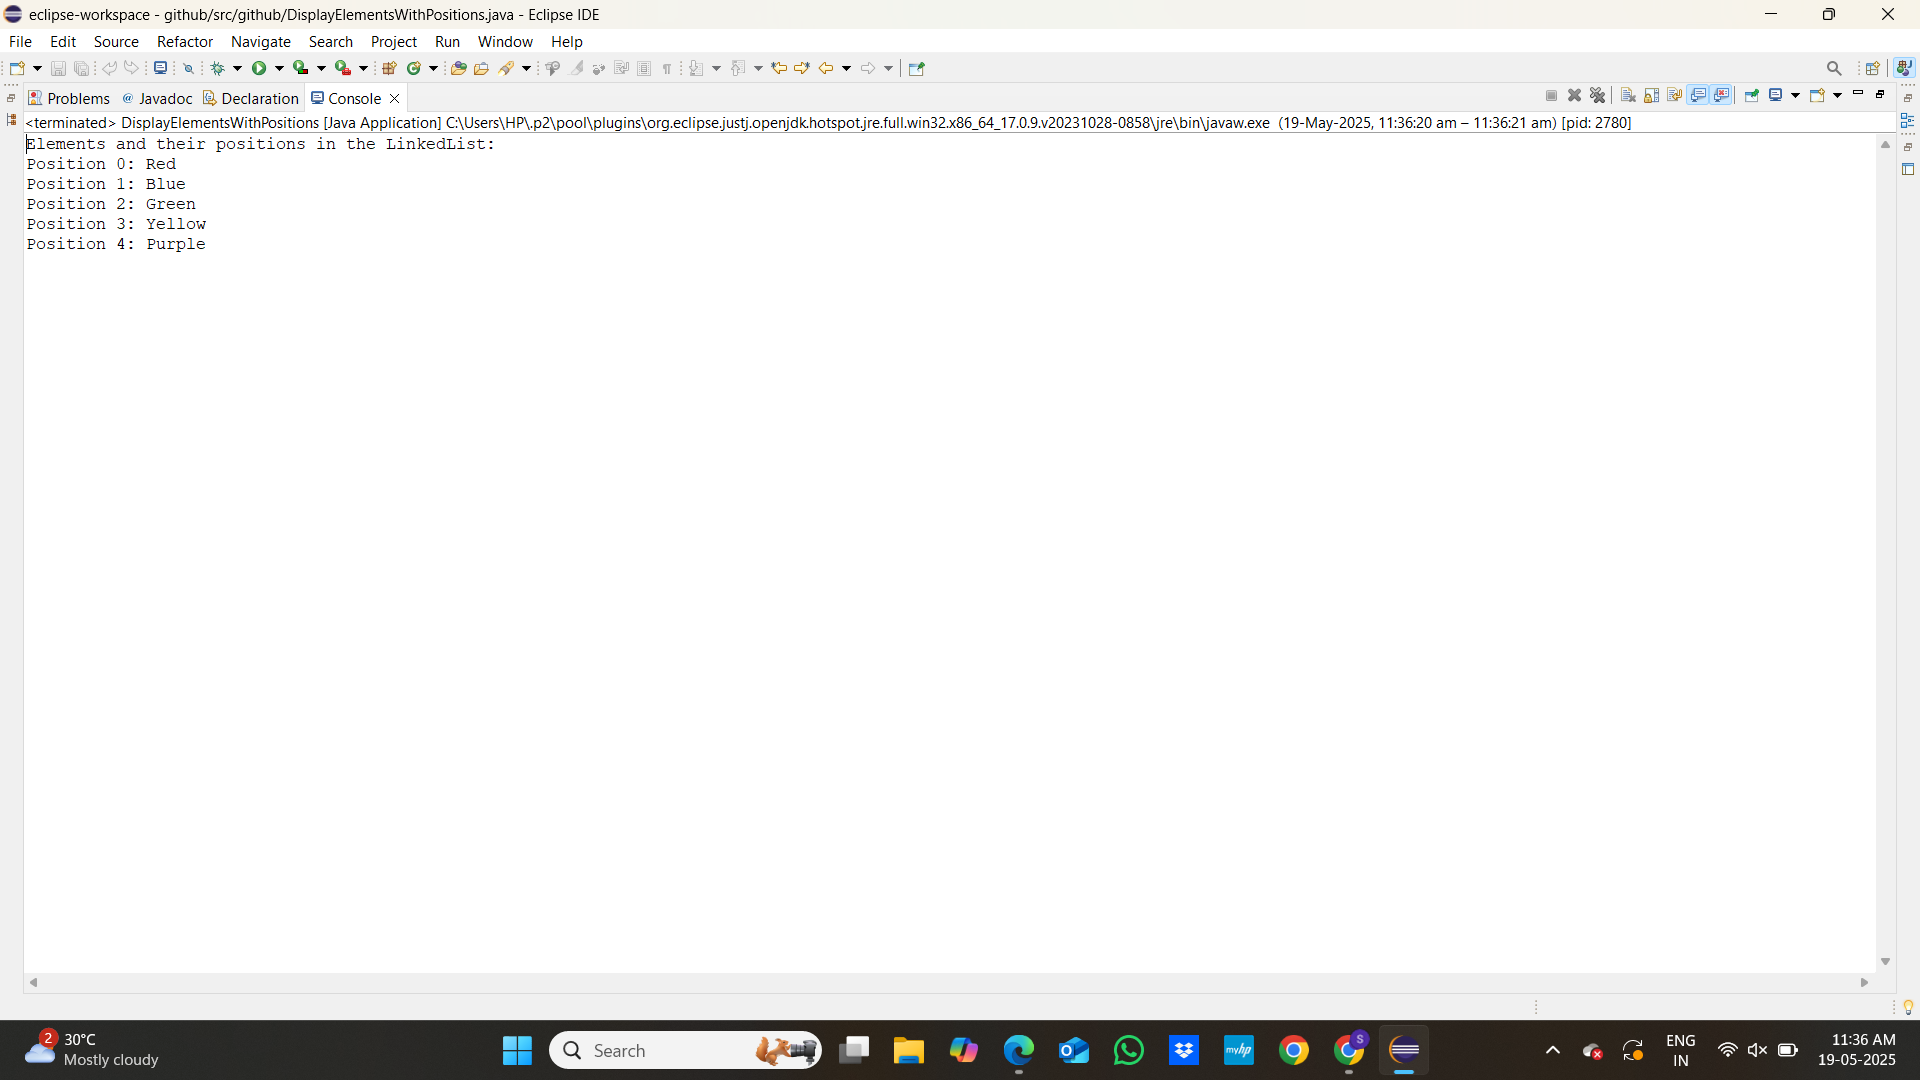 eclipse-workspace - github/src/github/DisplayElementsWithPositions.java - Eclipse IDE
File Edit Source Refactor Navigate Search Project Run Window Help
Problems @ Javadoc Declaration Console
<terminated> DisplayElementsWithPositions [Java Application] C:\Users\HP\.p2\pool\plugins\org.eclipse.justj.openjdk.hotspot.jre.full.win32.x86_64_17.0.9.v20231028-0858\jre\bin\javaw.exe (19-May-2025, 11:36:20 am – 11:36:21 am) [pid: 2780]
Elements and their positions in the LinkedList:
Position 0: Red
Position 1: Blue
Position 2: Green
Position 3: Yellow
Position 4: Purple
2
30°C
Mostly cloudy
Search
myhp
S
ENG
IN
11:36 AM
19-05-2025